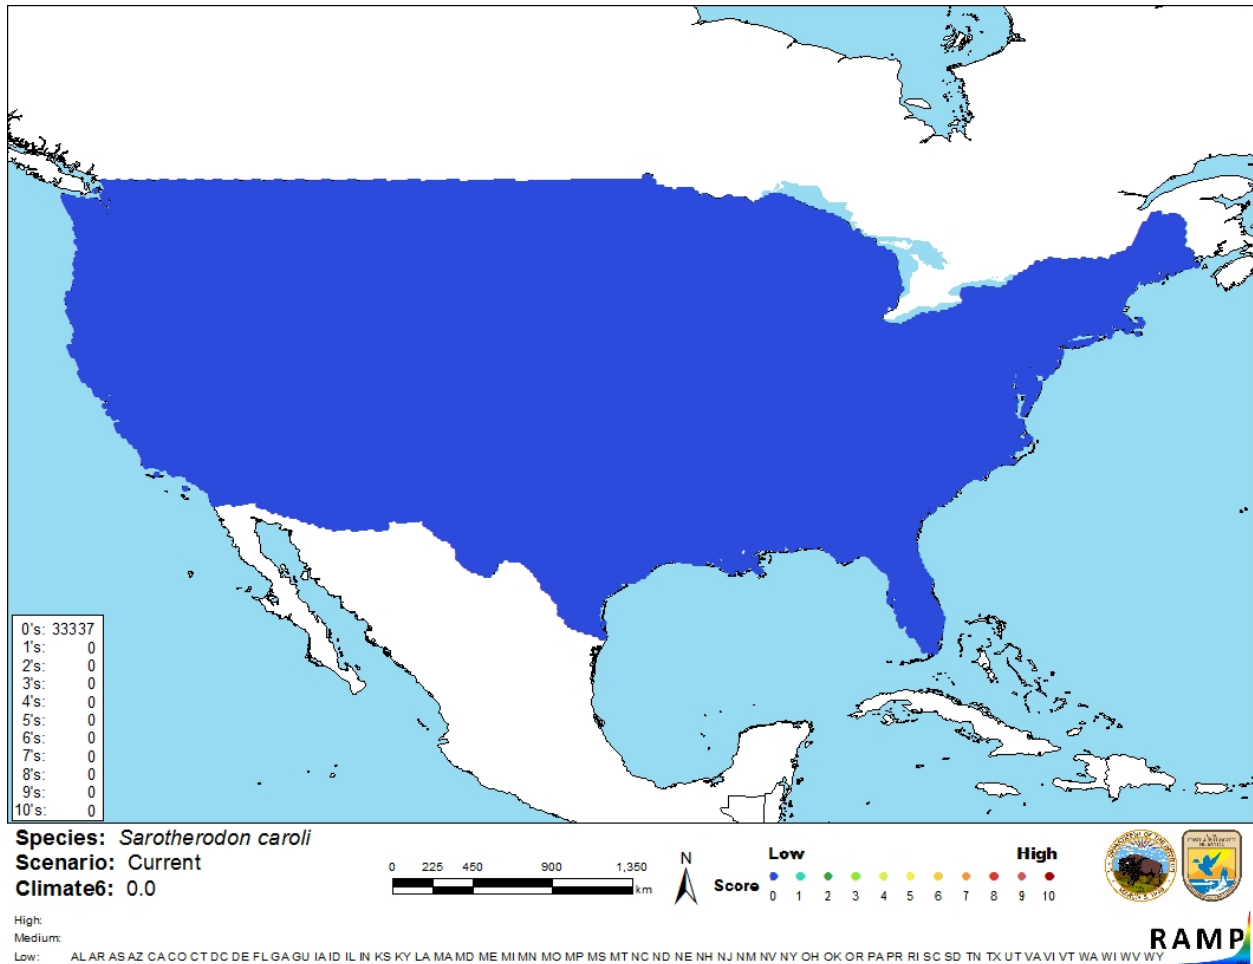 0's: 33337
1's: 0
2's: 0
3's: 0
4's: 0
5's: 0
6's: 0
7's: 0
8's: 0
9's: 0
10's: 0
Species: Sarotherodon caroli
Scenario: Current
Climate6: 0.0
0 225 450 900 1,350
km
N
Low High
Score
0 1 2 3 4 5 6 7 8 9 10
High:
Medium:
Low: AL AR AS AZ CA CO CT DC DE FL GA GU IA ID IL IN KS KY LA MA MD ME MI MN MO MP MS MT NC ND NE NH NJ NM NV NY OH OK OR PA PR RI SC SD TN TX UT VA VI VT WA WI WV WY
RAMP